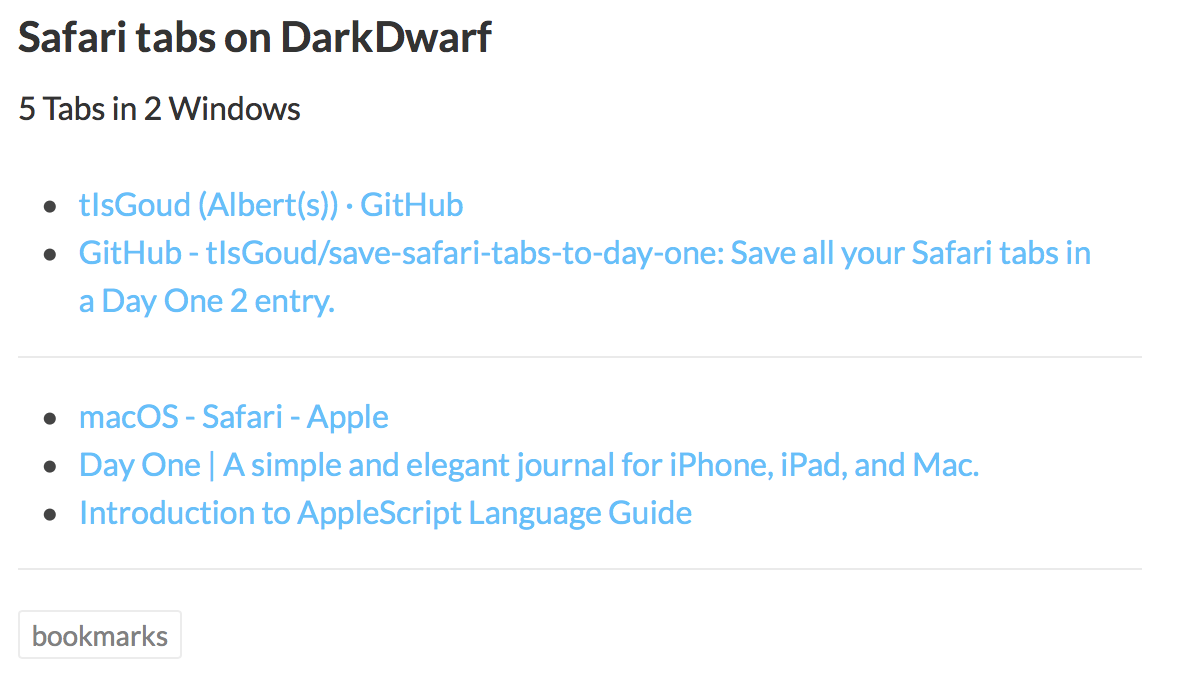 Safari tabs on DarkDwarf
5 Tabs in 2 Windows
tIsGoud (Albert(s)) · GitHub
GitHub - tIsGoud/save-safari-tabs-to-day-one: Save all your Safari tabs in
a Day One 2 entry.
macOS - Safari - Apple
Day One | A simple and elegant journal for iPhone, iPad, and Mac.
Introduction to AppleScript Language Guide
bookmarks